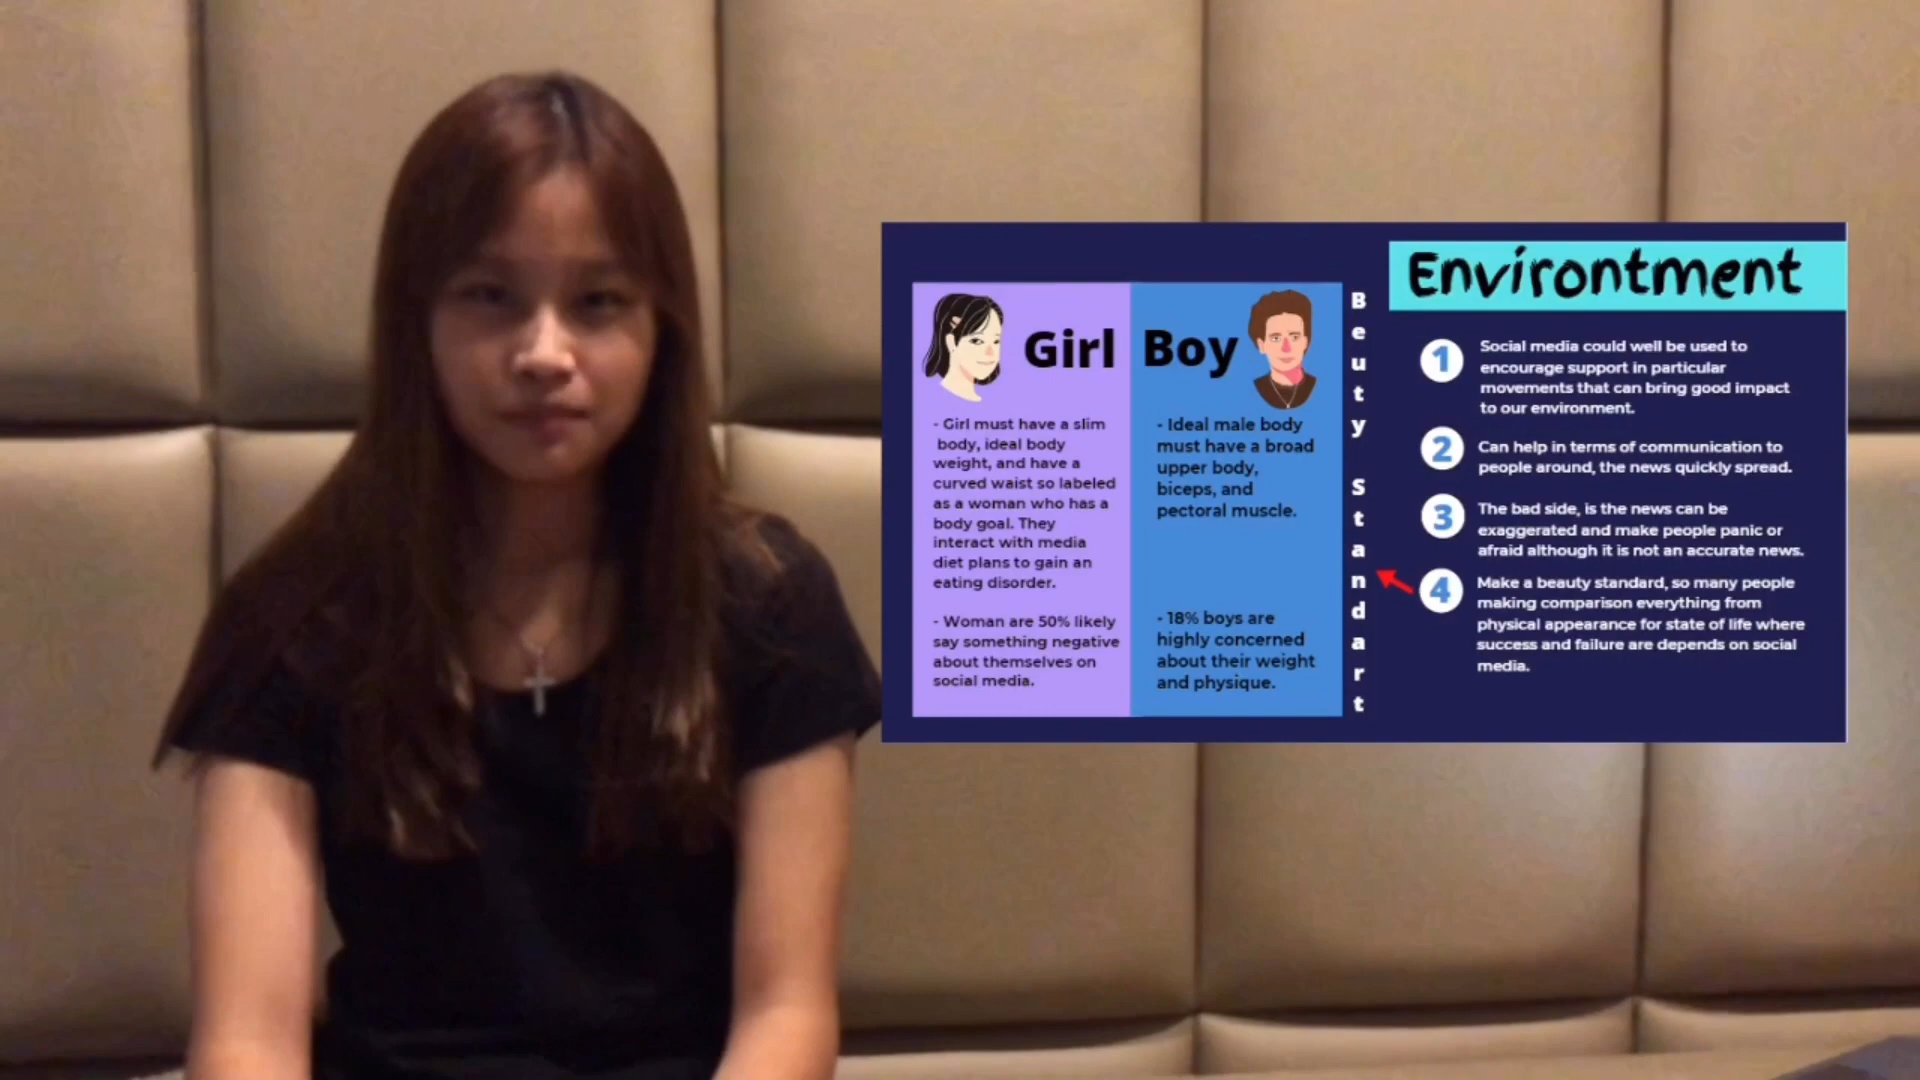 Environtment
Girl
- Girl must have a slim
body, ideal body
weight, and have a
curved waist so labeled
as a woman who has a
body goal. They
interact with media
diet plans to gain an
eating disorder.
- Woman are 50% likely
say something negative
about themselves on
social media.
Boy
- Ideal male body
must have a broad
upper body,
biceps, and
pectoral muscle.
- 18% boys are
highly concerned
about their weight
and physique.
Beuty Standart
1 Social media could well be used to
encourage support in particular
movements that can bring good impact
to our environment.
2 Can help in terms of communication to
people around, the news quickly spread.
3 The bad side, is the news can be
exaggerated and make people panic or
afraid although it is not an accurate news.
4 Make a beauty standard, so many people
making comparison everything from
physical appearance for state of life where
success and failure are depends on social
media.